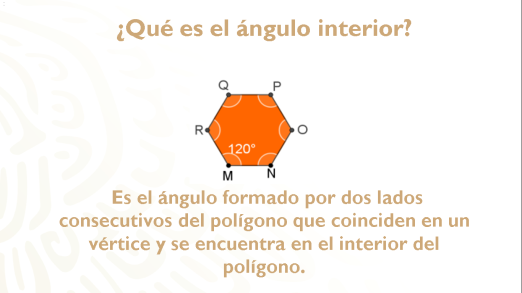 ¿Qué es el ángulo interior?
Q P
R O
120°
M N
Es el ángulo formado por dos lados
consecutivos del polígono que coinciden en un
vértice y se encuentra en el interior del
polígono.